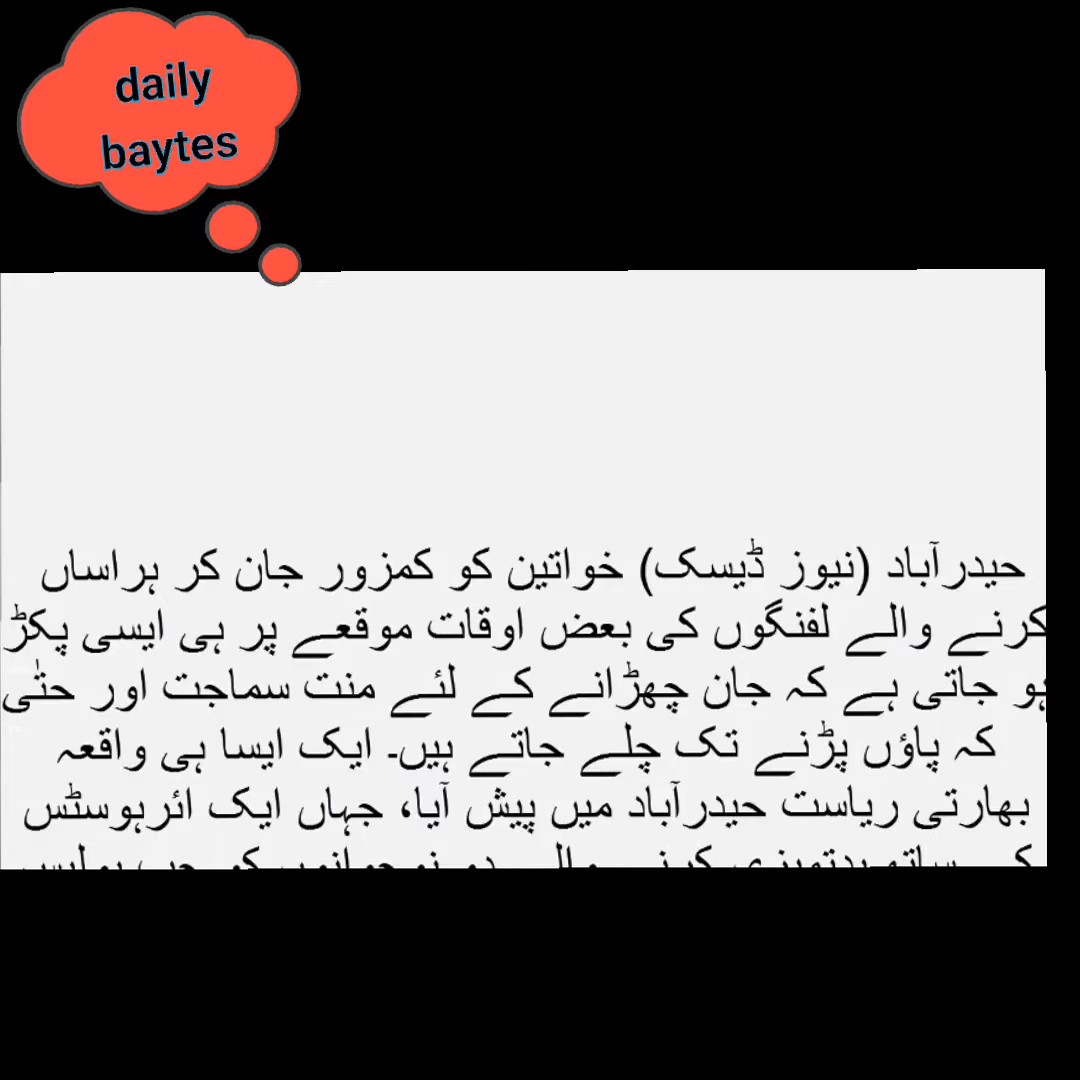 daily
baytes
حیدرآباد (نیوز ڈیسک) خواتین کو کمزور جان کر ہراساں
کرنے والے لفنگوں کی بعض اوقات موقعے پر ہی ایسی پکڑ
ہو جاتی ہے کہ جان چھڑانے کے لئے منت سماجت اور حتٰی
کہ پاؤں پڑنے تک چلے جاتے ہیں۔ ایک ایسا ہی واقعہ
بھارتی ریاست حیدرآباد میں پیش آیا، جہاں ایک ائرہوسٹس